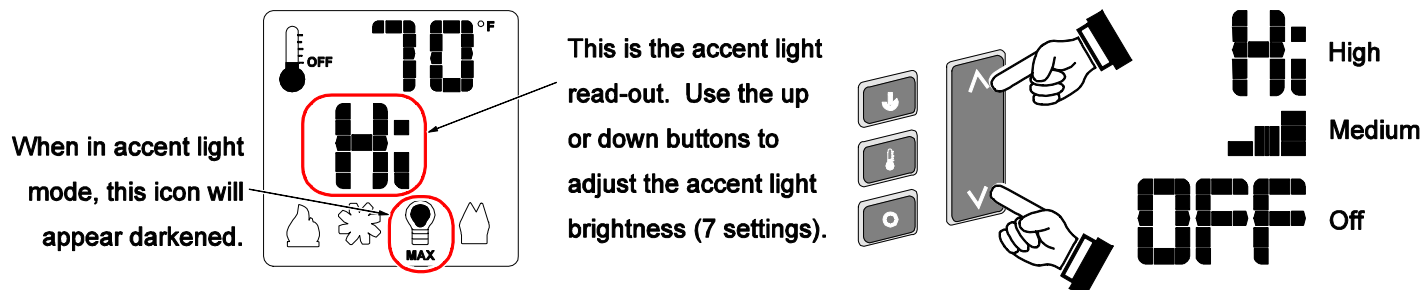 When in accent light
mode, this icon will
appear darkened.
70 °F
OFF
Hi
MAX
This is the accent light
read-out. Use the up
or down buttons to
adjust the accent light
brightness (7 settings).
Hi High
Medium
OFF Off